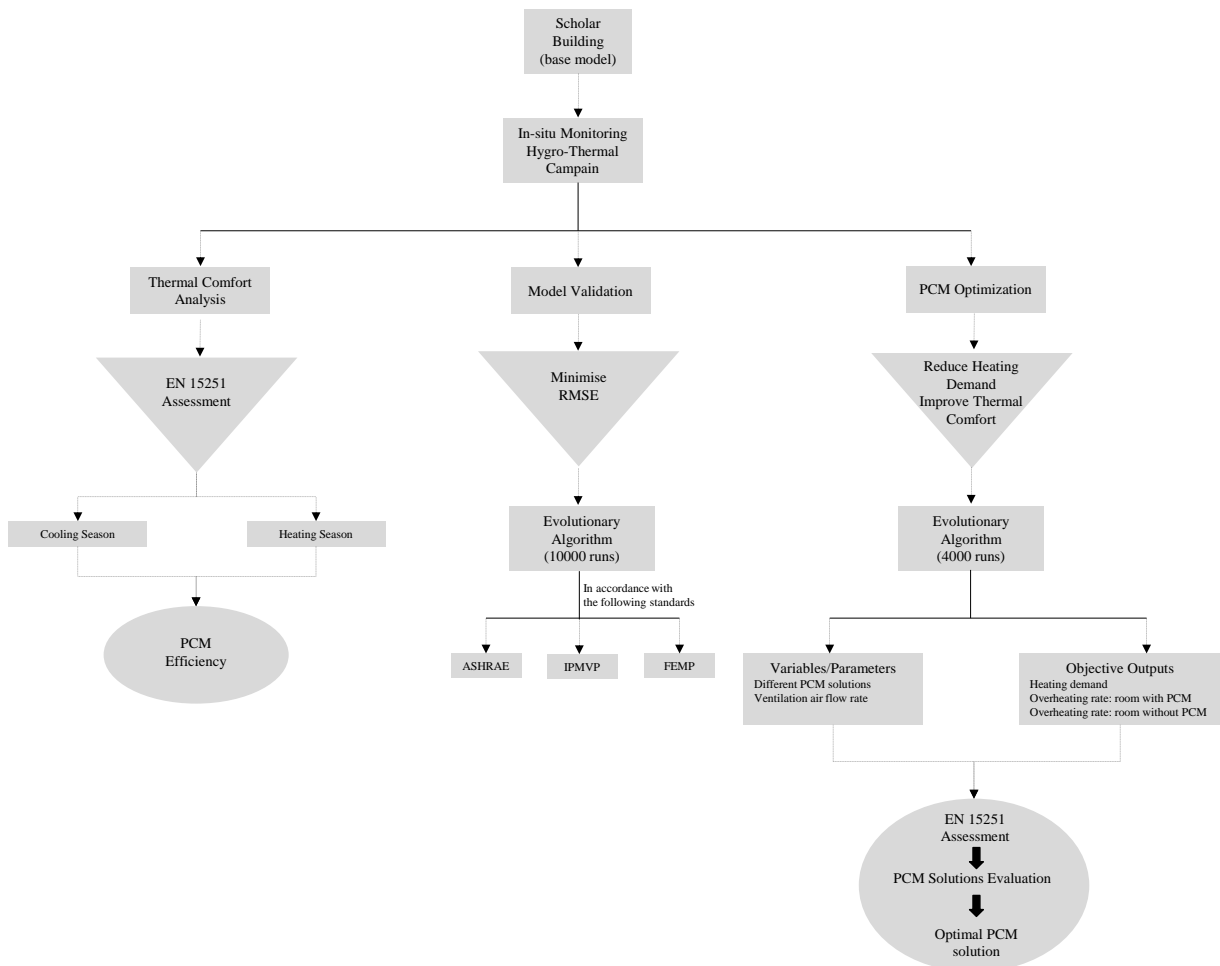 Scholar
Building
(base model)
In-situ Monitoring
Hygro-Thermal
Campain
Thermal Comfort
Analysis
Model Validation
PCM Optimization
EN 15251
Assessment
Minimise
RMSE
Reduce Heating
Demand
Improve Thermal
Comfort
Cooling Season
Heating Season
Evolutionary
Algorithm
(10000 runs)
Evolutionary
Algorithm
(4000 runs)
In accordance with
the following standards
PCM
Efficiency
ASHRAE
IPMVP
FEMP
Variables/Parameters
Different PCM solutions
Ventilation air flow rate
Objective Outputs
Heating demand
Overheating rate: room with PCM
Overheating rate: room without PCM
EN 15251
Assessment
PCM Solutions Evaluation
Optimal PCM
solution